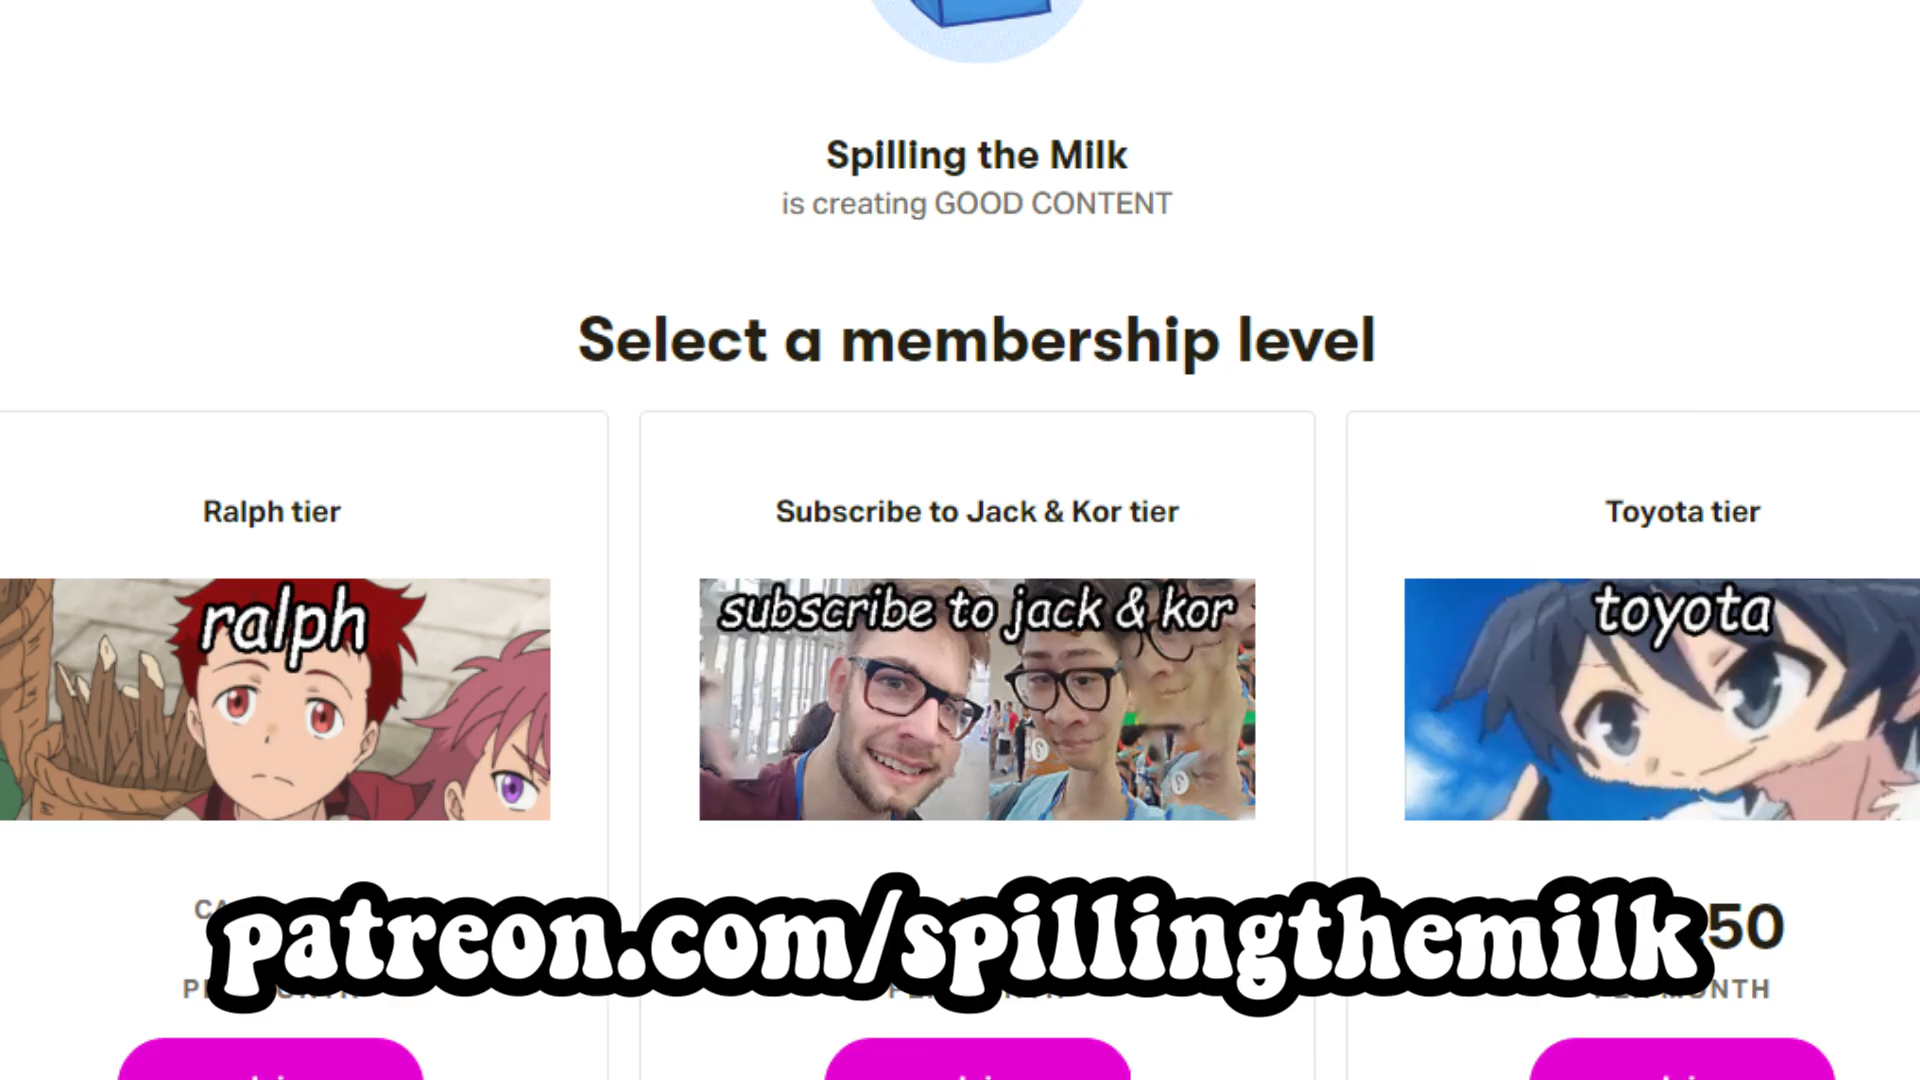 Spilling the Milk
is creating GOOD CONTENT
Select a membership level
Ralph tier
Subscribe to Jack & Kor tier
Toyota tier
ralph
subscribe to jack & kor
toyota
patreon.com/spillingthemilk
50